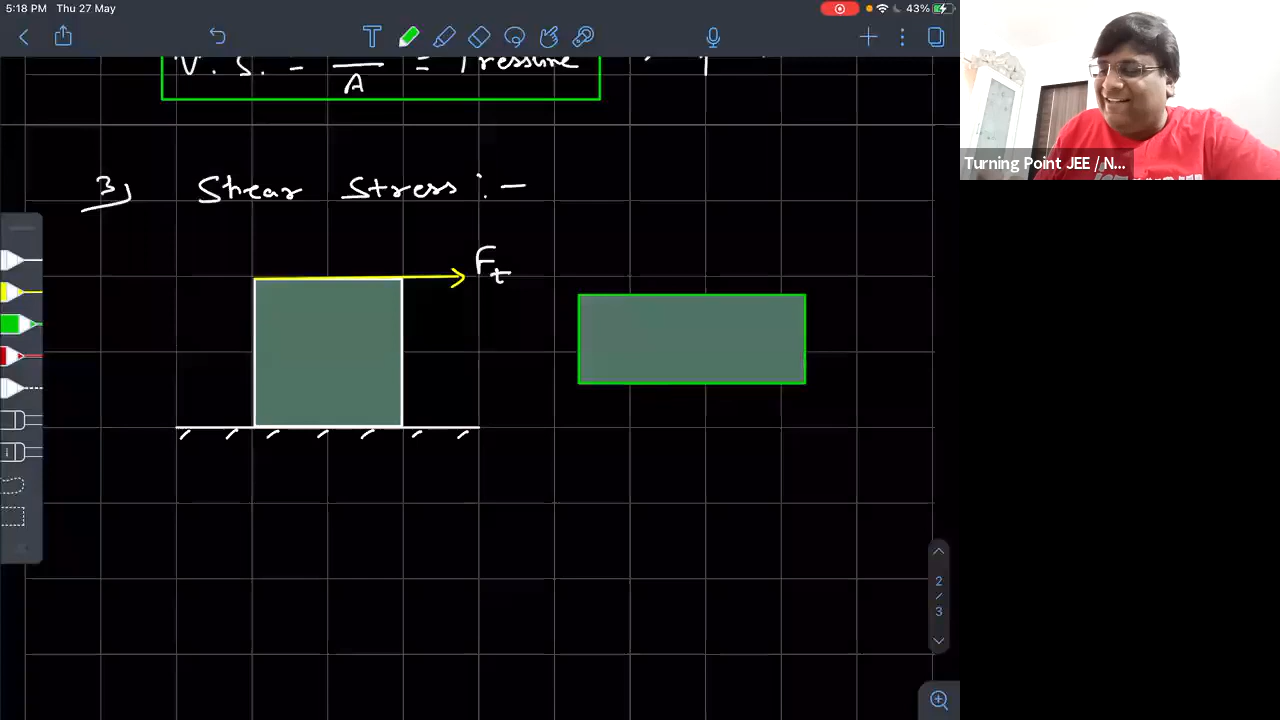 5:18 PM Thu 27 May
43%
V. S. - — = Pressure
A
3) Shear Stress :-
Ft
2
/
3
Turning Point JEE / N...